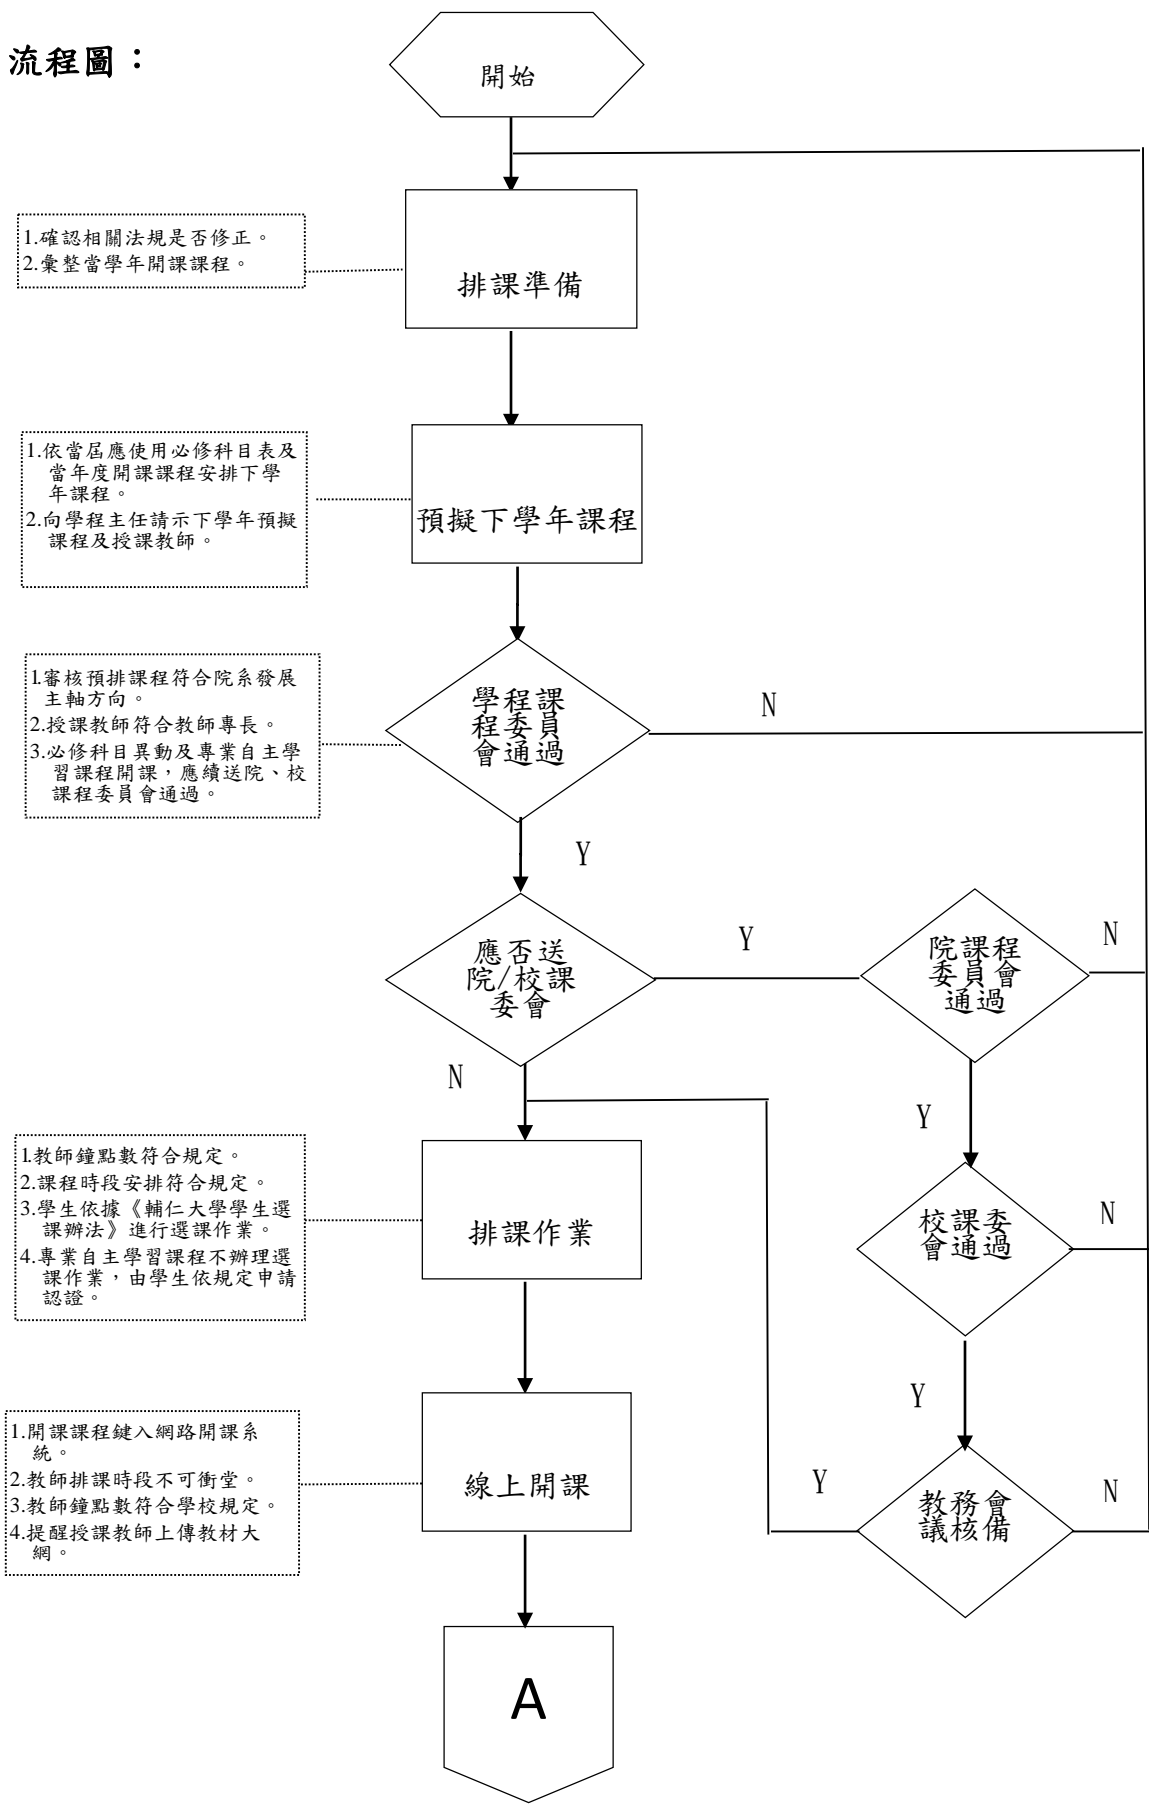 流程圖：
開始
1.確認相關法規是否修正。
2.彙整當學年開課課程。
排課準備
1.依當屆應使用必修科目表及
當年度開課課程安排下學
年課程。
2.向學程主任請示下學年預擬
課程及授課教師。
預擬下學年課程
1.審核預排課程符合院系發展
主軸方向。
2.授課教師符合教師專長。
3.必修科目異動及專業自主學
習課程開課，應續送院、校
課程委員會通過。
學程課
程委員
會通過
N
Y
應否送
院/校課
委會
Y
院課程
委員會
通過
N
N
Y
1.教師鐘點數符合規定。
2.課程時段安排符合規定。
3.學生依據《輔仁大學學生選
課辦法》進行選課作業。
4.專業自主學習課程不辦理選
課作業，由學生依規定申請
認證。
排課作業
校課委
會通過
N
Y
1.開課課程鍵入網路開課系
統。
2.教師排課時段不可衝堂。
3.教師鐘點數符合學校規定。
4.提醒授課教師上傳教材大
網。
線上開課
Y
教務會
議核備
N
A